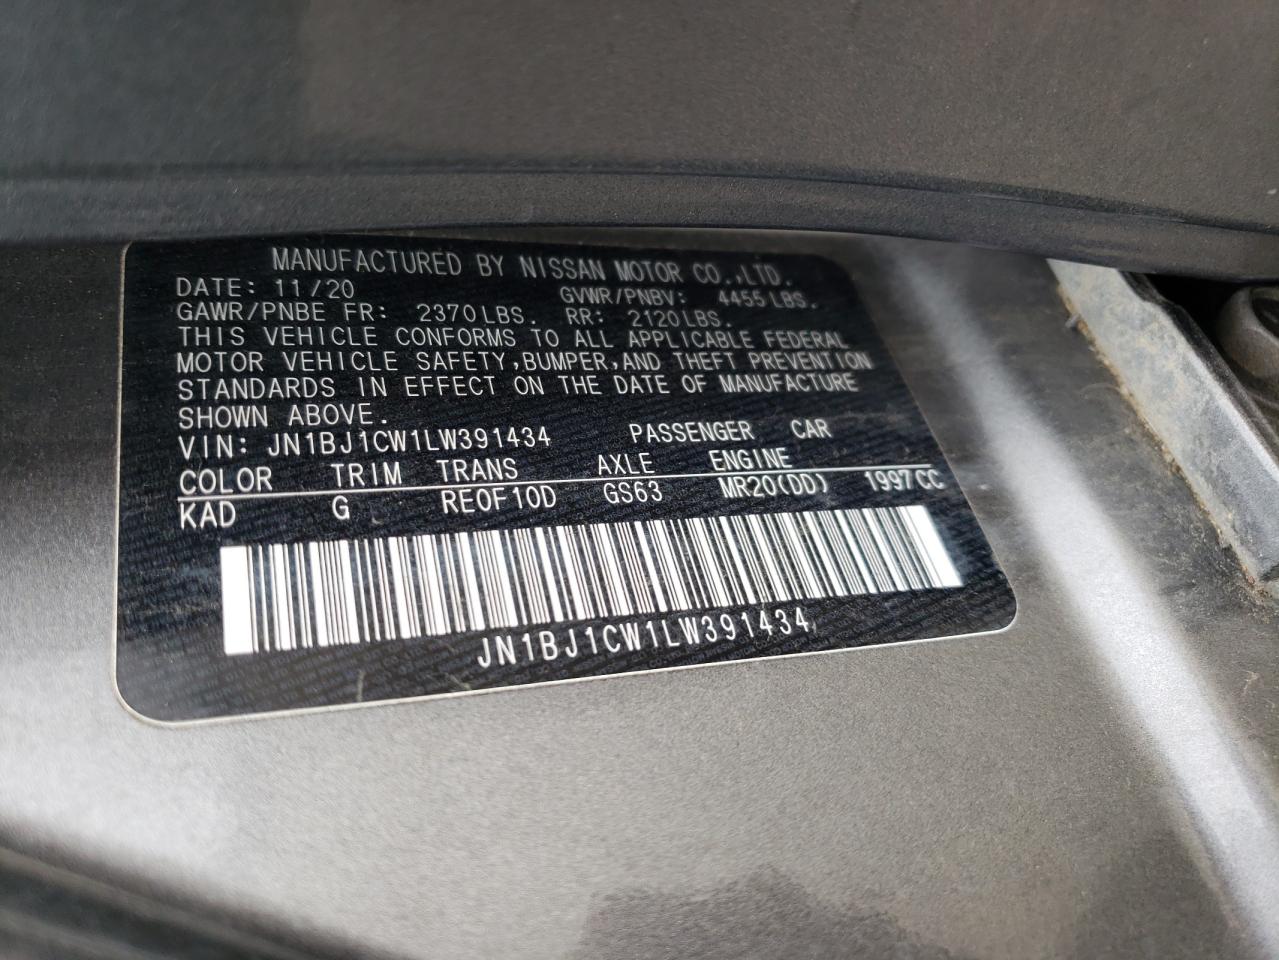 MANUFACTURED BY NISSAN MOTOR CO.,LTD.
DATE: 11/20 GVWR/PNBV: 4455LBS.
GAWR/PNBE FR: 2370LBS. RR: 2120LBS.
THIS VEHICLE CONFORMS TO ALL APPLICABLE FEDERAL
MOTOR VEHICLE SAFETY,BUMPER,AND THEFT PREVENTION
STANDARDS IN EFFECT ON THE DATE OF MANUFACTURE
SHOWN ABOVE.
VIN: JN1BJ1CW1LW391434 PASSENGER CAR
COLOR TRIM TRANS AXLE ENGINE
KAD G RE0F10D GS63 MR20(DD) 1997CC
JN1BJ1CW1LW391434